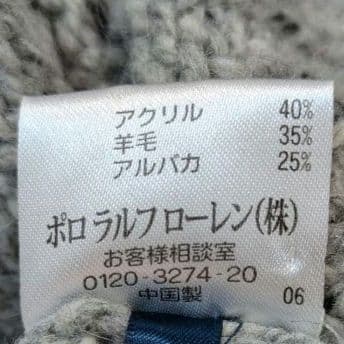 アクリル 40%
羊毛 35%
アルパカ 25%
ポロ ラルフ ローレン(株)
お客様相談室
0120-3274-20
中国製 06